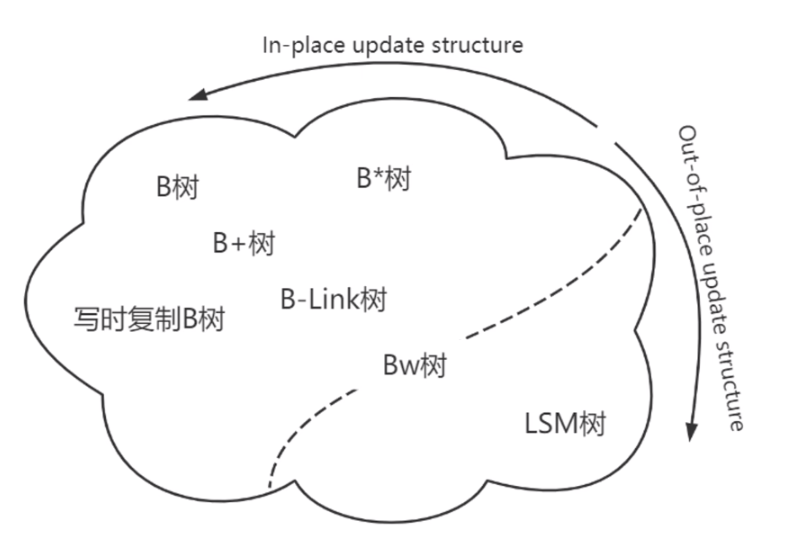 In-place update structure
Out-of-place update structure
B树
B*树
B+树
B-Link树
写时复制B树
Bw树
LSM树